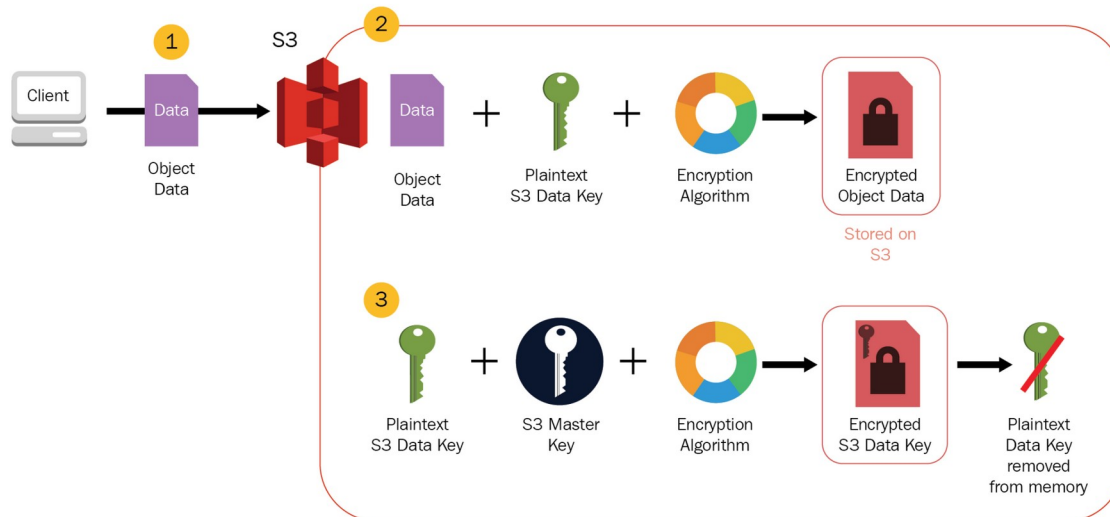 1
S3
2
Client
Data
Data
Object
Data
Object
Data
Plaintext
S3 Data Key
Encryption
Algorithm
Encrypted
Object Data
Stored on
S3
3
Plaintext
S3 Data Key
S3 Master
Key
Encryption
Algorithm
Encrypted
S3 Data Key
Plaintext
Data Key
removed
from memory